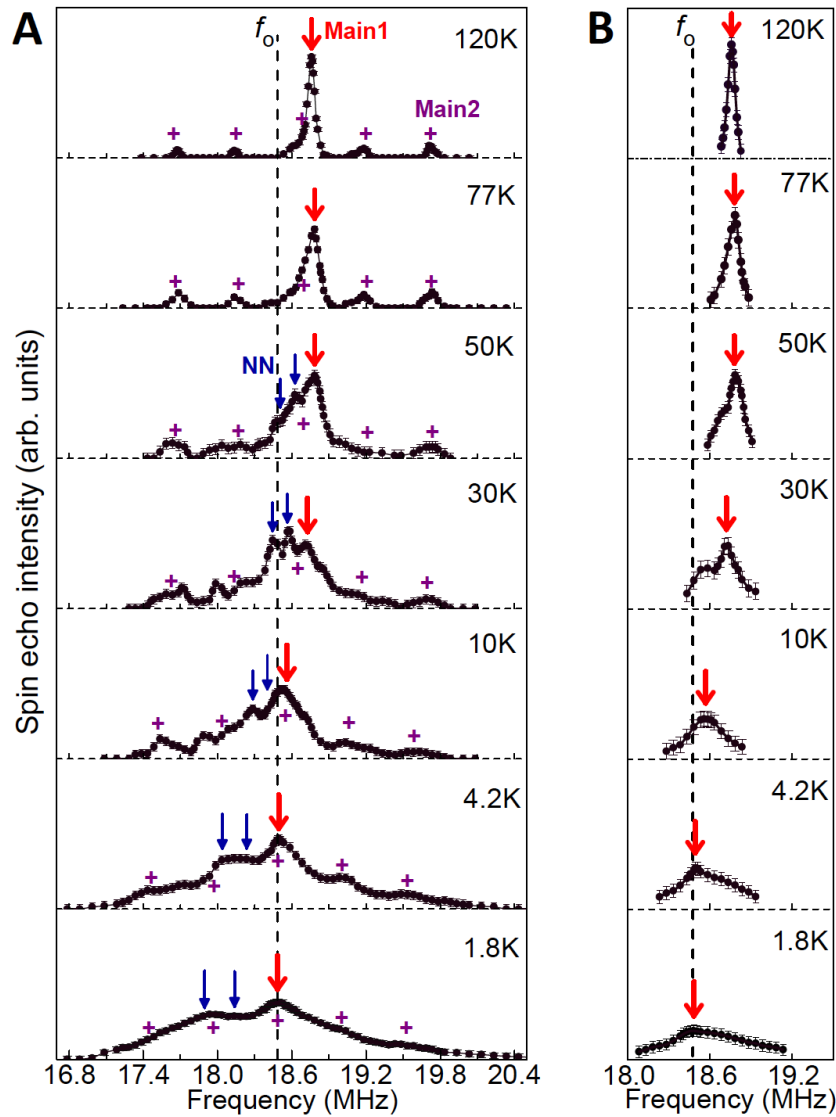 A
fo
Main1
120K
Main2
77K
50K
NN
30K
10K
4.2K
1.8K
16.8 17.4 18.0 18.6 19.2 19.8 20.4
Frequency (MHz)
Spin echo intensity (arb. units)
B
fo
120K
77K
50K
30K
10K
4.2K
1.8K
18.0 18.6 19.2
Frequency (MHz)